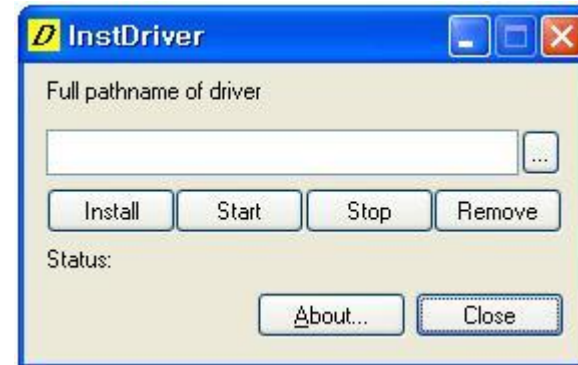 D InstDriver
Full pathname of driver
...
Install Start Stop Remove
Status:
About... Close